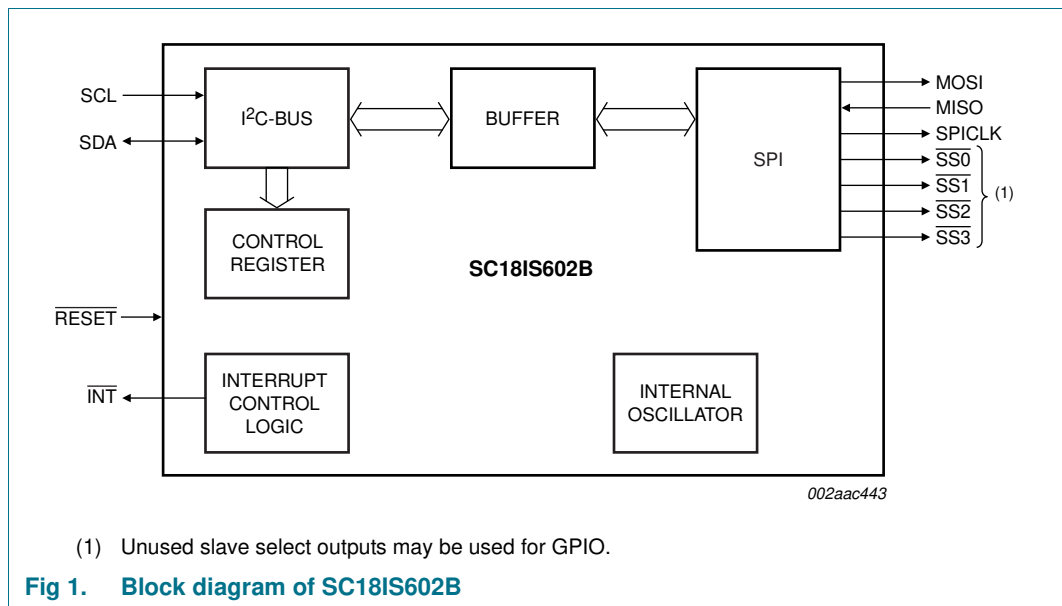 SCL
SDA
I²C-BUS
BUFFER
SPI
MOSI
MISO
SPICLK
SS0
SS1
SS2
SS3
(1)
CONTROL
REGISTER
SC18IS602B
RESET
INT
INTERRUPT
CONTROL
LOGIC
INTERNAL
OSCILLATOR
002aac443
(1) Unused slave select outputs may be used for GPIO.
Fig 1. Block diagram of SC18IS602B